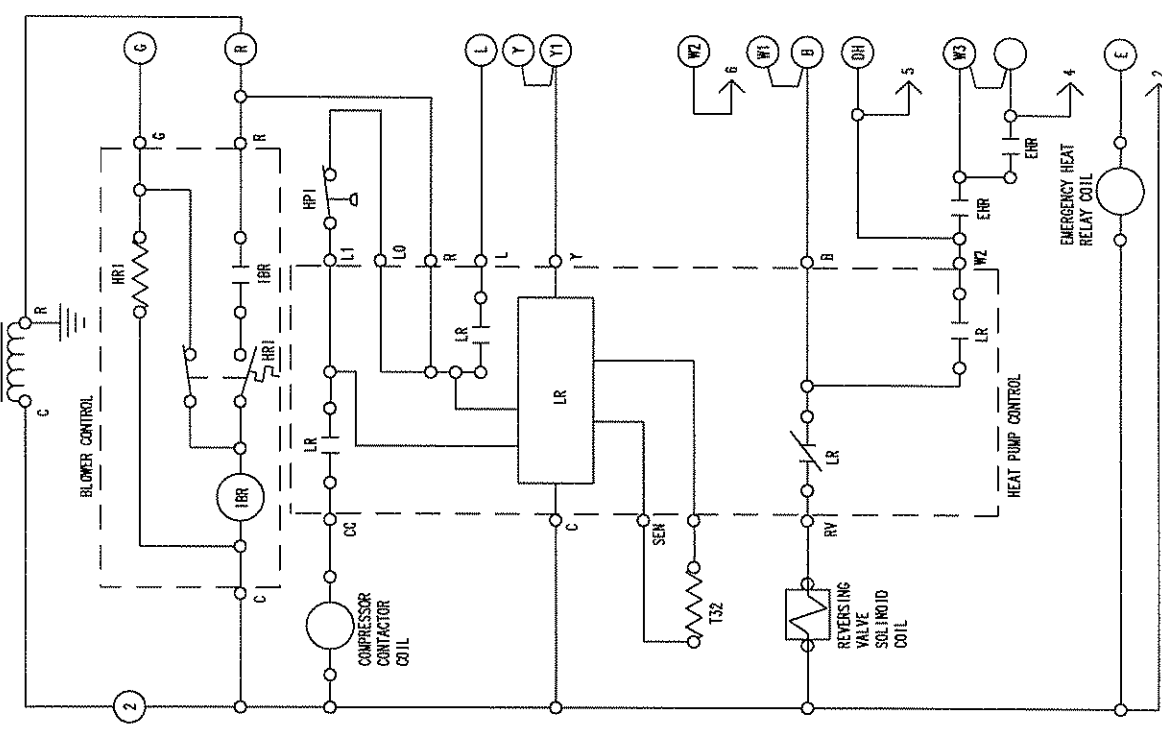 C
R
BLOWER CONTROL
HR1
2
G
G
IBR
R
C
HR1
IBR
R
LR
HP1
CC
L1
COMPRESSOR
CONTACTOR
COIL
LO
R
LR
L
L
Y
LR
Y1
C
Y
SEN
W2
T32
6
W1
B
RV
LR
B
REVERSING
VALVE
SOLINOID
COIL
DH
5
W3
LR
EHR
W2
HEAT PUMP CONTROL
EHR
4
EMERGENCY HEAT
RELAY COIL
E
2